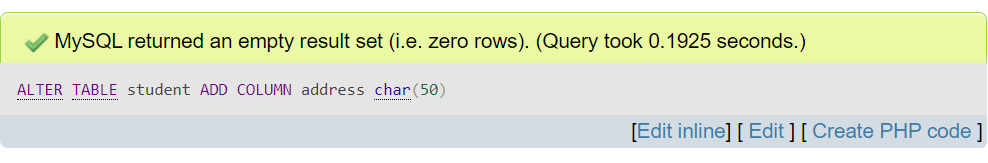 MySQL returned an empty result set (i.e. zero rows). (Query took 0.1925 seconds.)
ALTER TABLE student ADD COLUMN address char(50)
[Edit inline] [ Edit ] [ Create PHP code ]